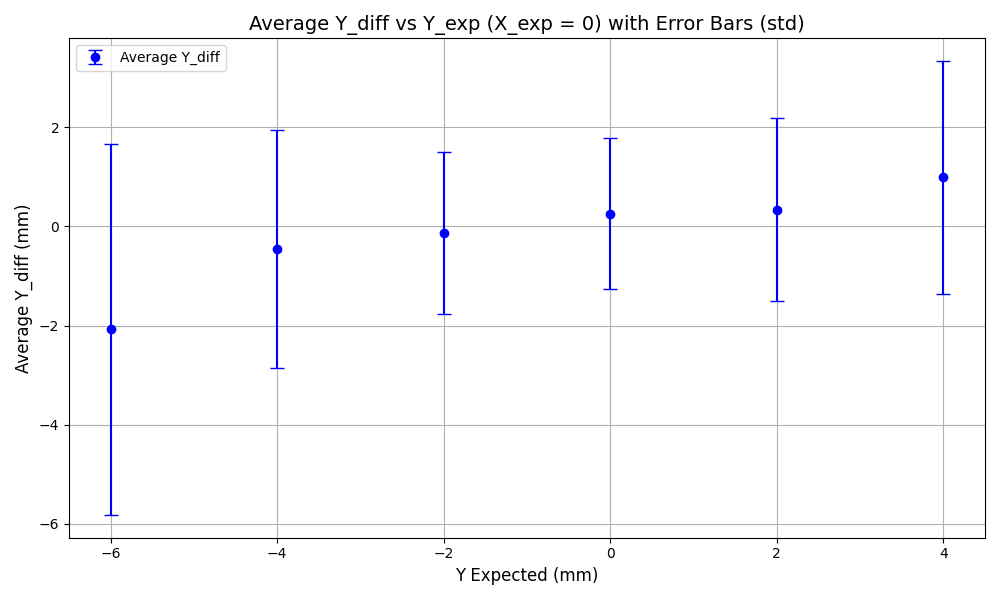 Average Y_diff vs Y_exp (X_exp = 0) with Error Bars (std)
Average Y_diff
Average Y_diff (mm)
2
0
−2
−4
−6
−6 −4 −2 0 2 4
Y Expected (mm)